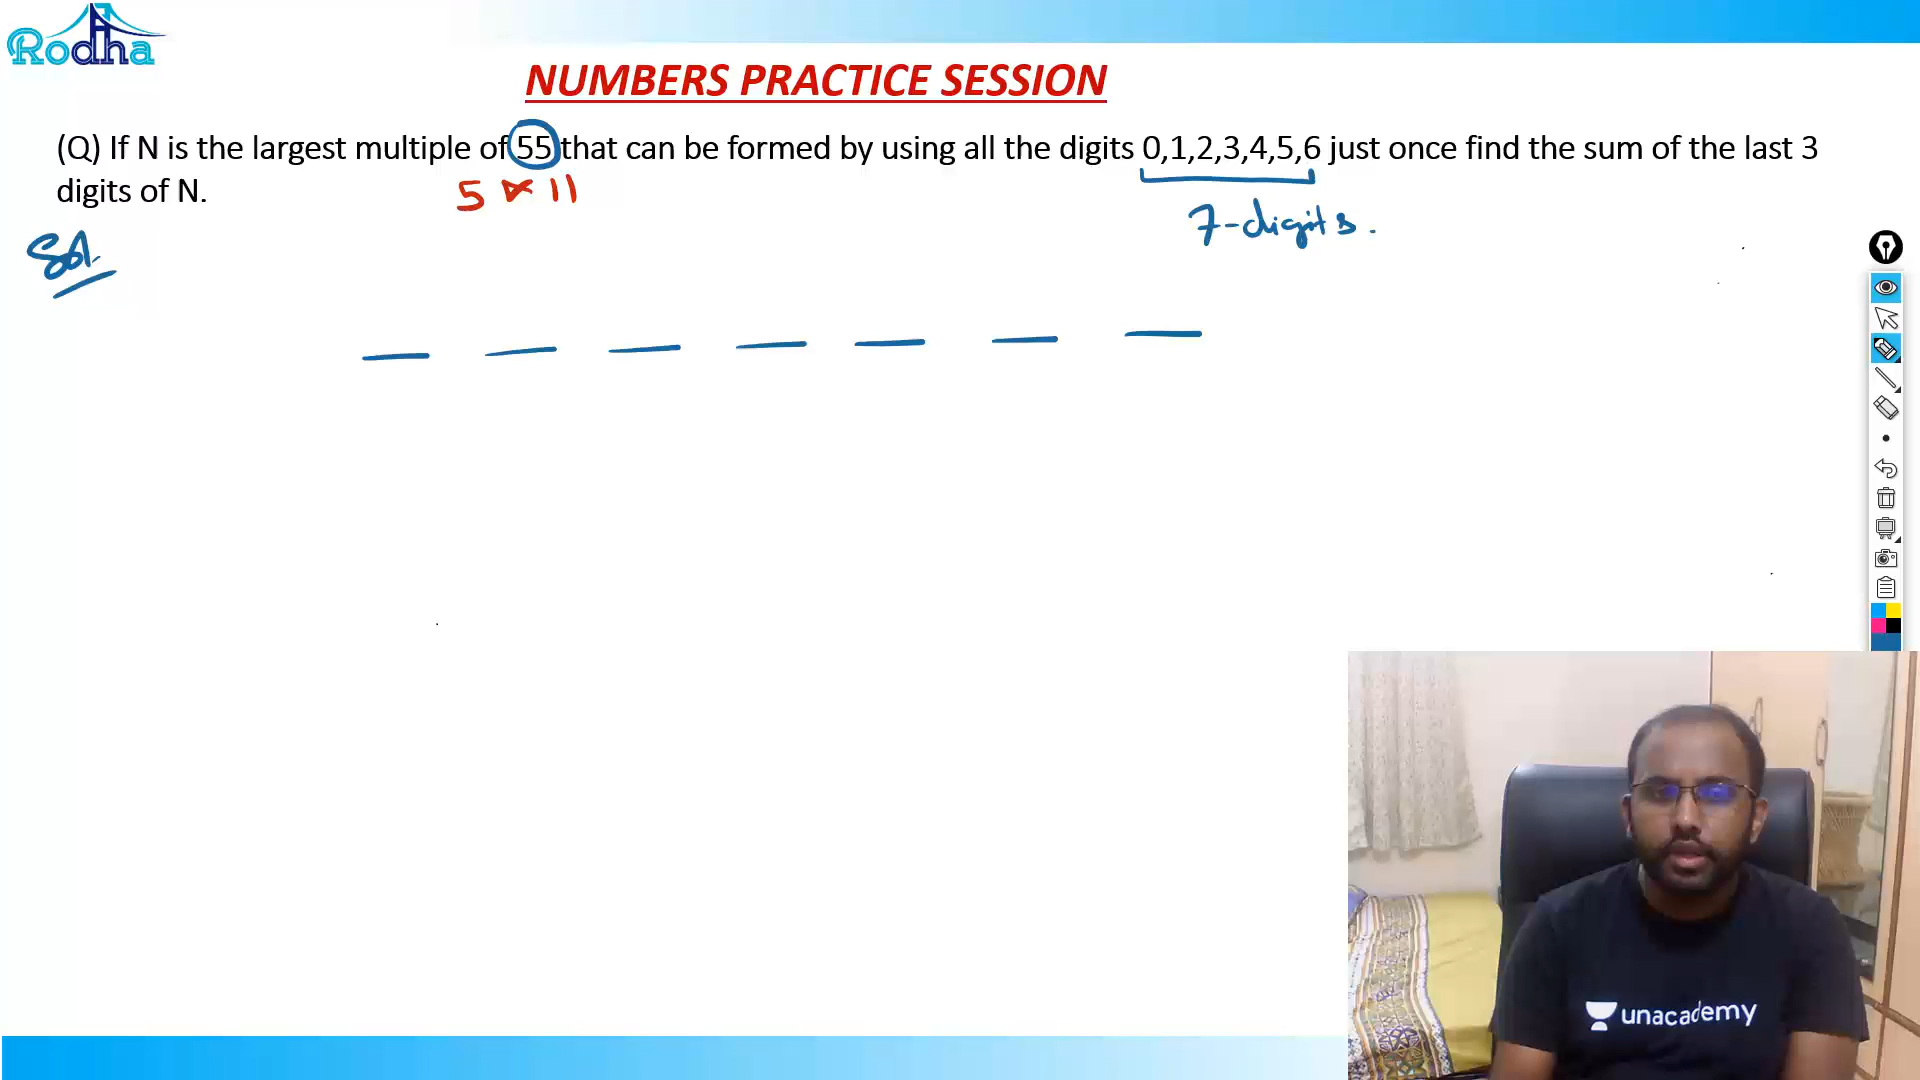 Rodha
NUMBERS PRACTICE SESSION
(Q) If N is the largest multiple of 55 that can be formed by using all the digits 0,1,2,3,4,5,6 just once find the sum of the last 3
digits of N.
5 × 11
7-digits.
Sol.
unacademy